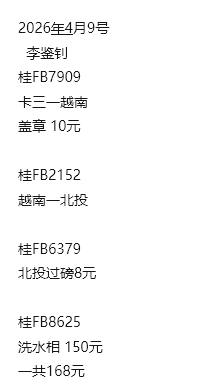 2026年4月9号
李鉴钊
桂FB7909
卡三一越南
盖章 10元
桂FB2152
越南一北投
桂FB6379
北投过磅8元
桂FB8625
洗水相 150元
一共168元